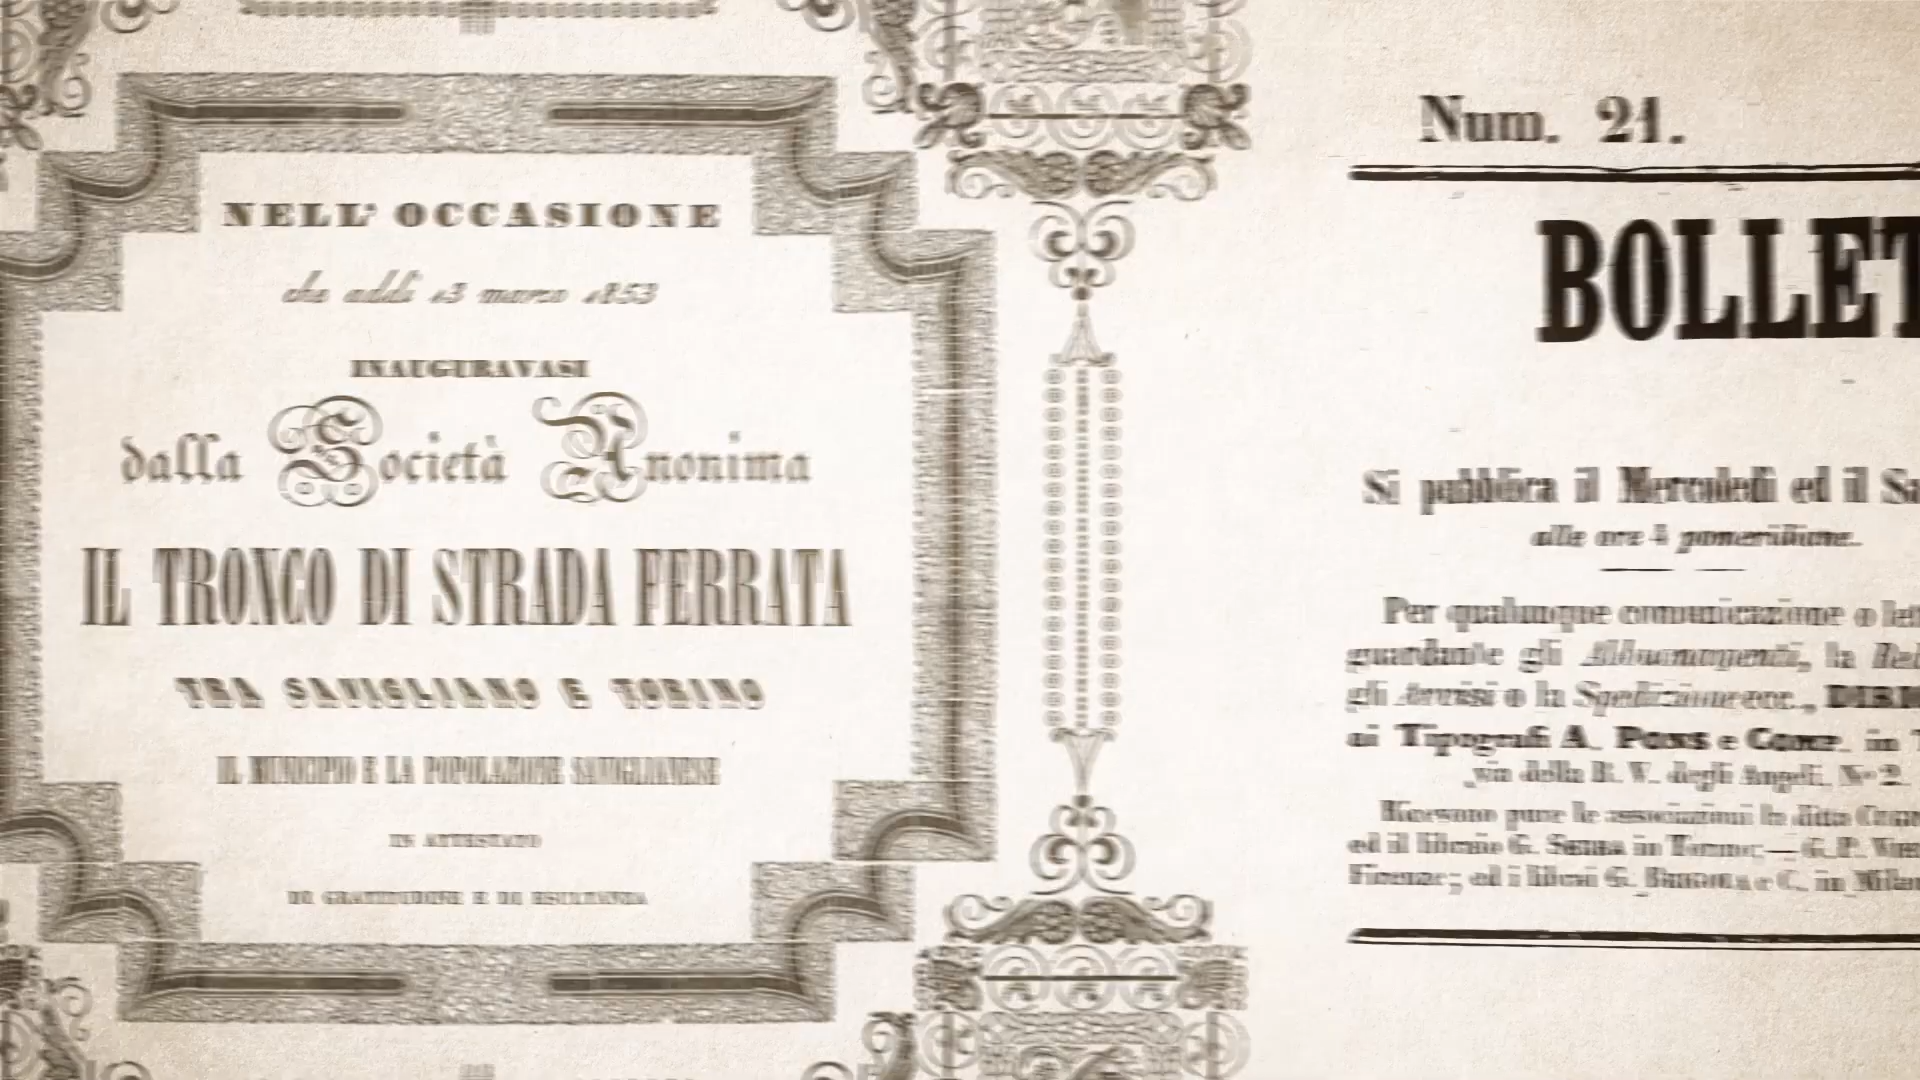 NELL' OCCASIONE
che addì 13 marzo 1853
INAUGURAVASI
dalla Società Anonima
IL TRONCO DI STRADA FERRATA
TRA SAVIGLIANO E TORINO
IL MUNICIPIO E LA POPOLAZIONE SAVIGLIANESE
IN ATTESTATO
DI GRATITUDINE E DI ESULTANZA
Num. 21.
BOLLET
Si pubblica il Mercoledì ed il Sa
alle ore 4 pomeridiane.
Per qualunque comunicazione o let
guardante gli Abbuonamenti, la Red
gli Avvisi o la Spedizione ecc., DIRI
ai Tipografi A. PONS e COMP. in T
via della B. V. degli Angeli, N° 2.
Ricevono pure le associazioni la ditta
ed il libraio G. in Torino; — G. P.
Firenze; ed i librai G. e C. in Milan